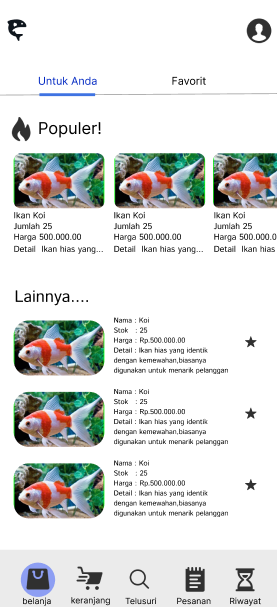 Untuk Anda
Favorit
Populer!
Ikan Koi
Jumlah 25
Harga 500.000.00
Detail Ikan hias yang...
Ikan Koi
Jumlah 25
Harga 500.000.00
Detail Ikan hias yang...
Ikan Koi
Jumlah 25
Harga 500.000.00
Detail Ikan hias
Lainnya....
Nama : Koi
Stok : 25
Harga : Rp.500.000.00
Detail : Ikan hias yang identik
dengan kemewahan,biasanya
digunakan untuk menarik pelanggan
Nama : Koi
Stok : 25
Harga : Rp.500.000.00
Detail : Ikan hias yang identik
dengan kemewahan,biasanya
digunakan untuk menarik pelanggan
Nama : Koi
Stok : 25
Harga : Rp.500.000.00
Detail : Ikan hias yang identik
dengan kemewahan,biasanya
digunakan untuk menarik pelanggan
belanja
keranjang
Telusuri
Pesanan
Riwayat